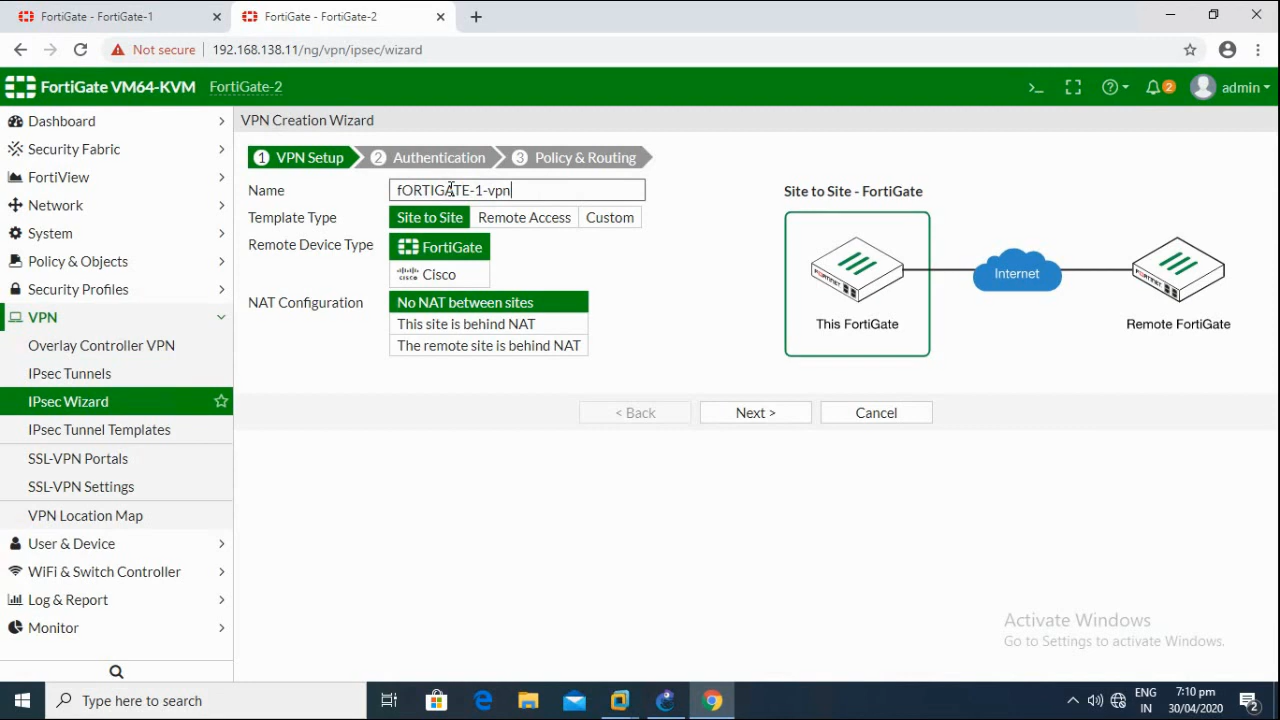 FortiGate - FortiGate-1
FortiGate - FortiGate-2
Not secure
192.168.138.11/ng/vpn/ipsec/wizard
FortiGate VM64-KVM
FortiGate-2
2
admin
Dashboard
Security Fabric
FortiView
Network
System
Policy & Objects
Security Profiles
VPN
Overlay Controller VPN
IPsec Tunnels
IPsec Wizard
IPsec Tunnel Templates
SSL-VPN Portals
SSL-VPN Settings
VPN Location Map
User & Device
WiFi & Switch Controller
Log & Report
Monitor
VPN Creation Wizard
1 VPN Setup
2 Authentication
3 Policy & Routing
Name
fORTIGATE-1-vpn
Template Type
Site to Site
Remote Access
Custom
Remote Device Type
FortiGate
CISCO
Cisco
NAT Configuration
No NAT between sites
This site is behind NAT
The remote site is behind NAT
Site to Site - FortiGate
FORTINET
Internet
FORTINET
This FortiGate
Remote FortiGate
< Back
Next >
Cancel
Activate Windows
Go to Settings to activate Windows.
Type here to search
ENG
IN
7:10 pm
30/04/2020
2